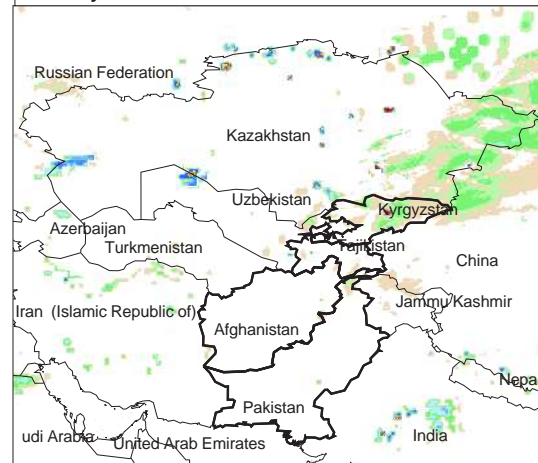 Russian Federation
Kazakhstan
Uzbekistan
Kyrgyzstan
Azerbaijan
Turkmenistan
Tajikistan
China
Iran (Islamic Republic of)
Jammu Kashmir
Afghanistan
Nepa
Pakistan
udi Arabia
United Arab Emirates
India